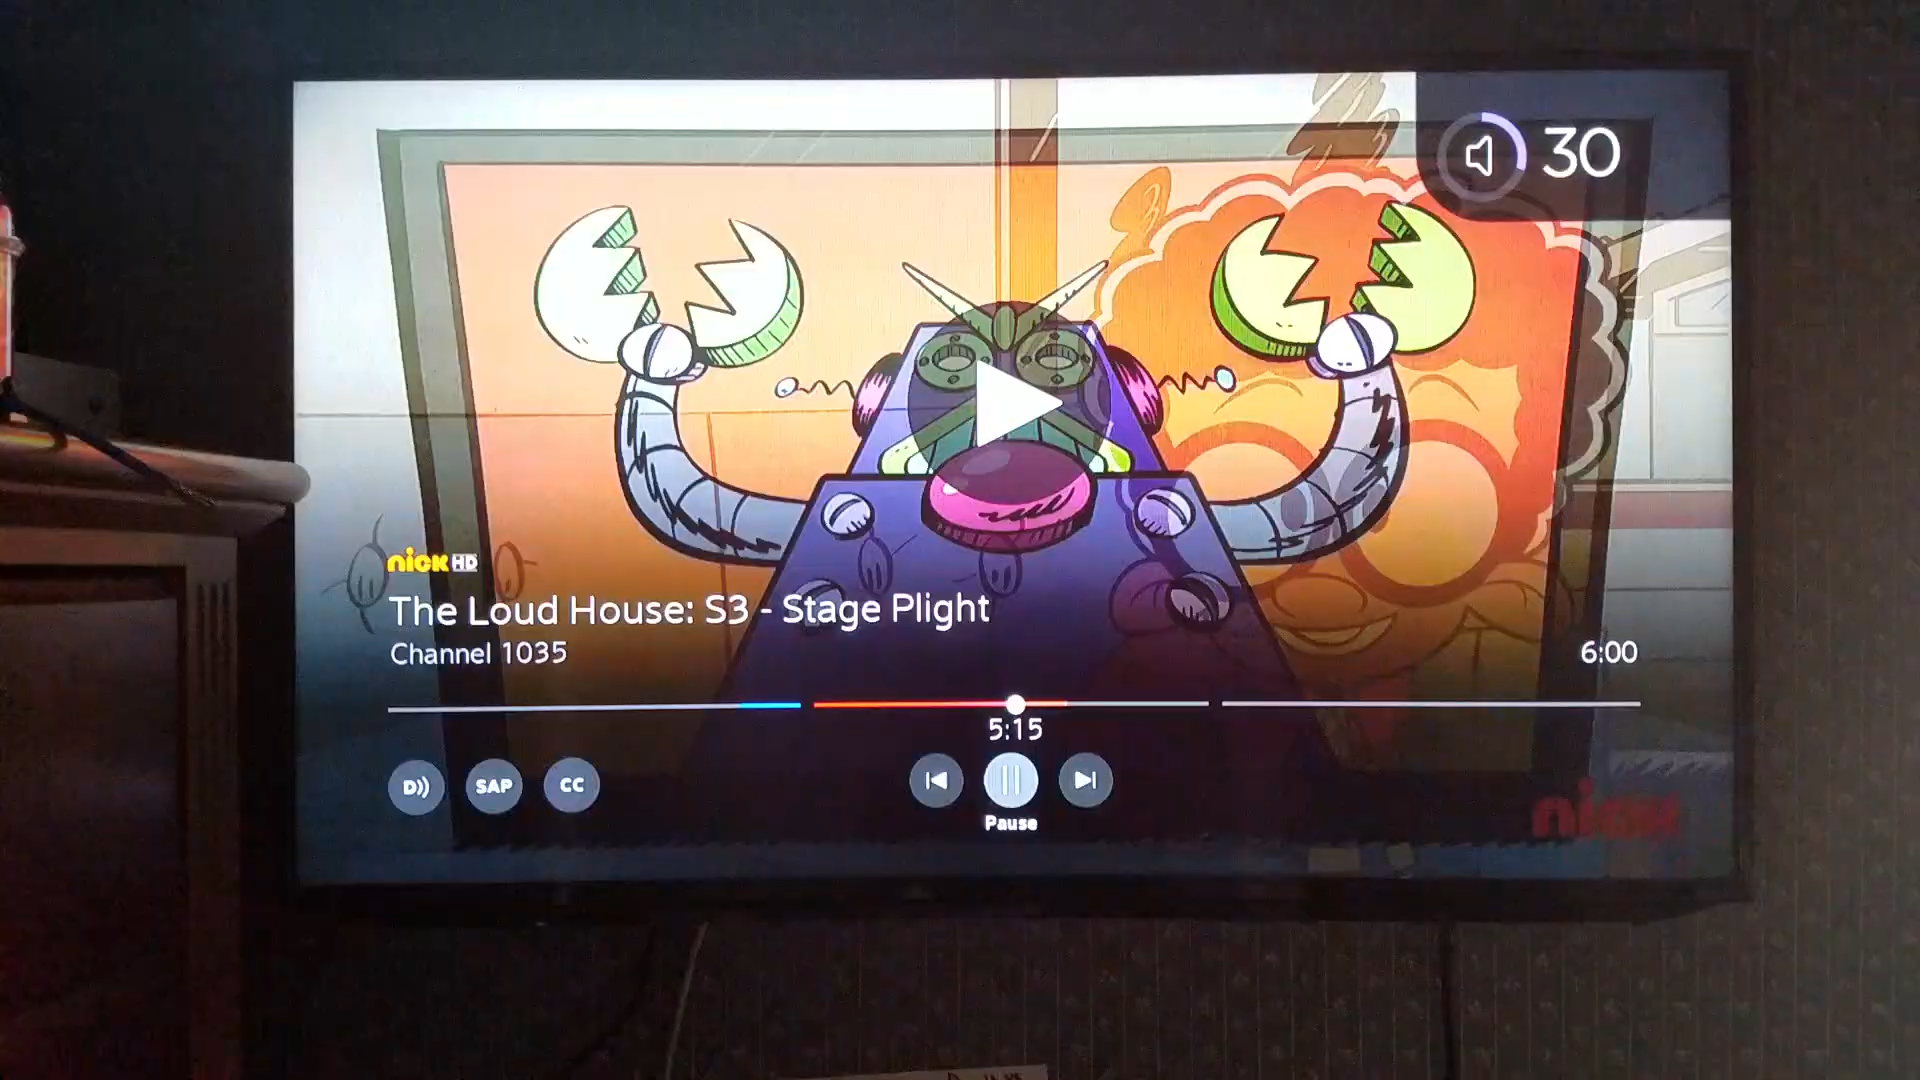 30
nick HD
The Loud House: S3 - Stage Plight
Channel 1035
6:00
5:15
D))
SAP
CC
Pause
nick